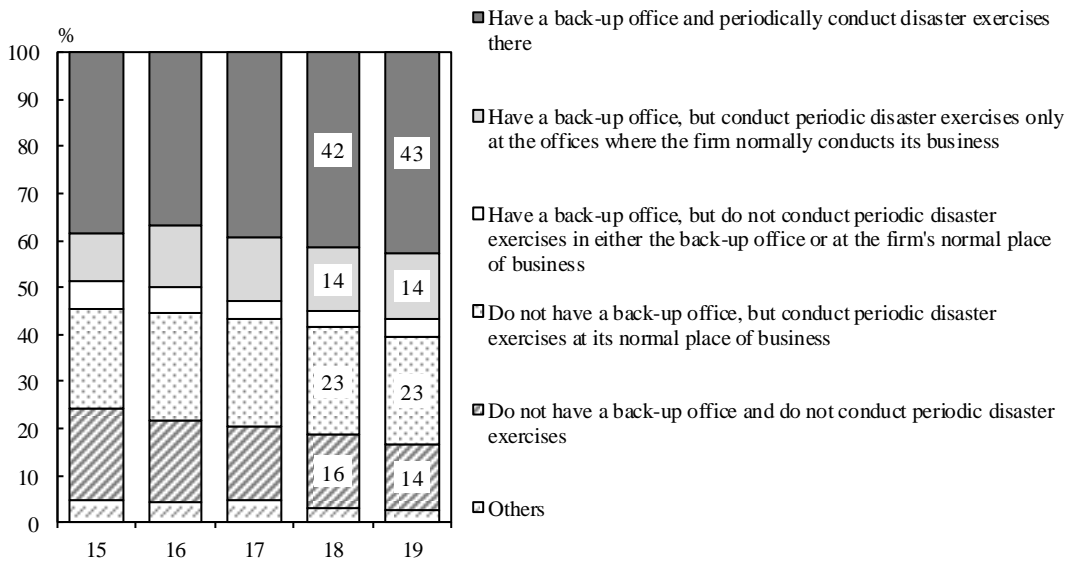 %
100
90
80
70
60
50
40
30
20
10
0
42
43
14
14
23
23
16
14
15 16 17 18 19
Have a back-up office and periodically conduct disaster exercises
there
Have a back-up office, but conduct periodic disaster exercises only
at the offices where the firm normally conducts its business
Have a back-up office, but do not conduct periodic disaster
exercises in either the back-up office or at the firm's normal place
of business
Do not have a back-up office, but conduct periodic disaster
exercises at its normal place of business
Do not have a back-up office and do not conduct periodic disaster
exercises
Others